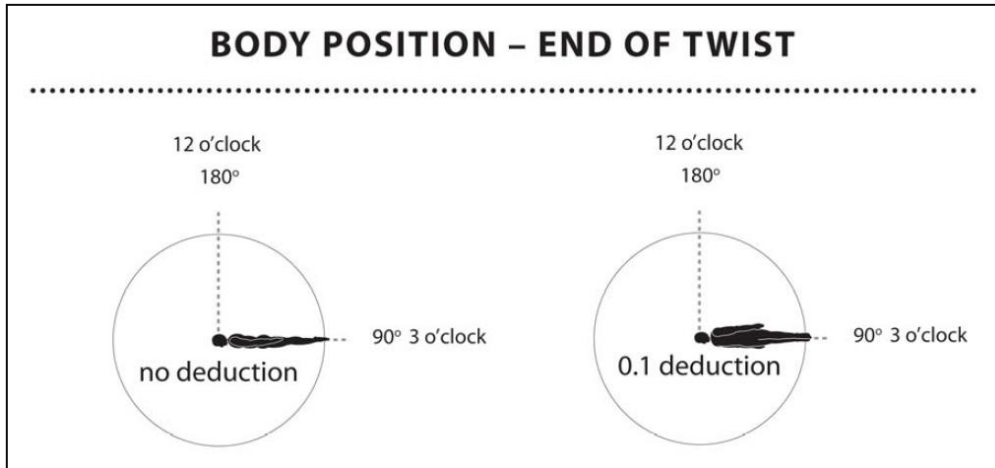 BODY POSITION – END OF TWIST
12 o'clock
180°
90° 3 o'clock
no deduction
12 o'clock
180°
90° 3 o'clock
0.1 deduction